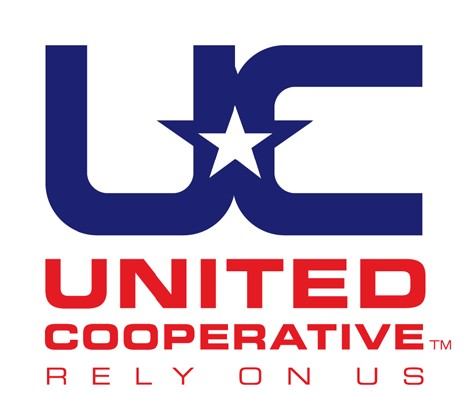 UC
UNITED
COOPERATIVE™
RELY ON US